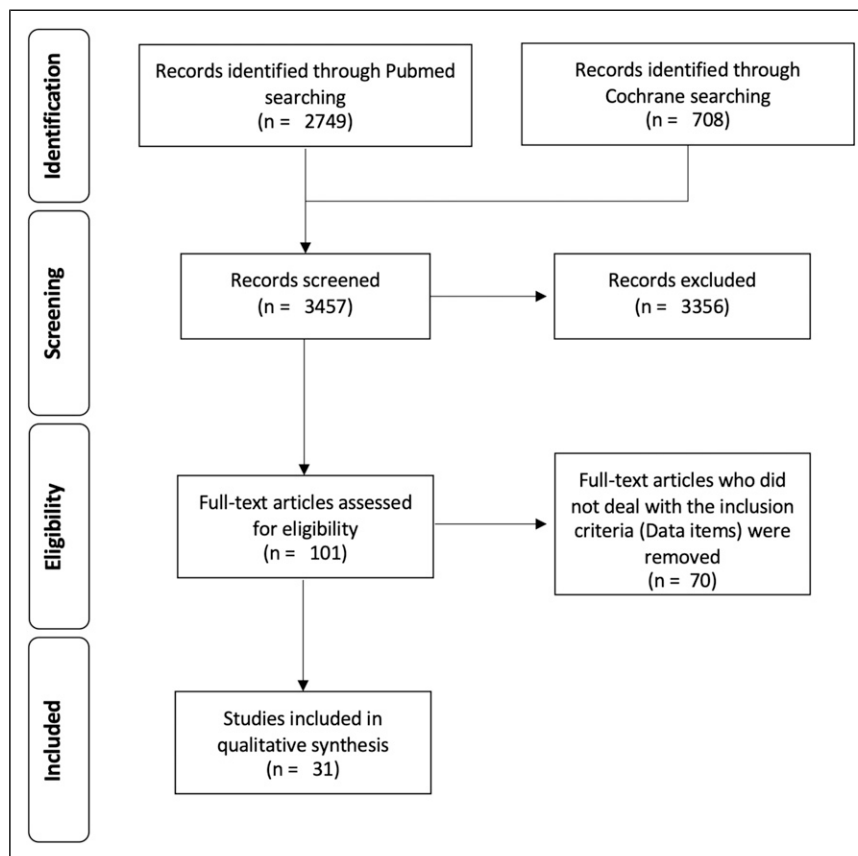 Identification
Records identified through Pubmed
searching
(n = 2749)
Records identified through
Cochrane searching
(n = 708)
Screening
Records screened
(n = 3457)
Records excluded
(n = 3356)
Eligibility
Full-text articles assessed
for eligibility
(n = 101)
Full-text articles who did
not deal with the inclusion
criteria (Data items) were
removed
(n = 70)
Included
Studies included in
qualitative synthesis
(n = 31)